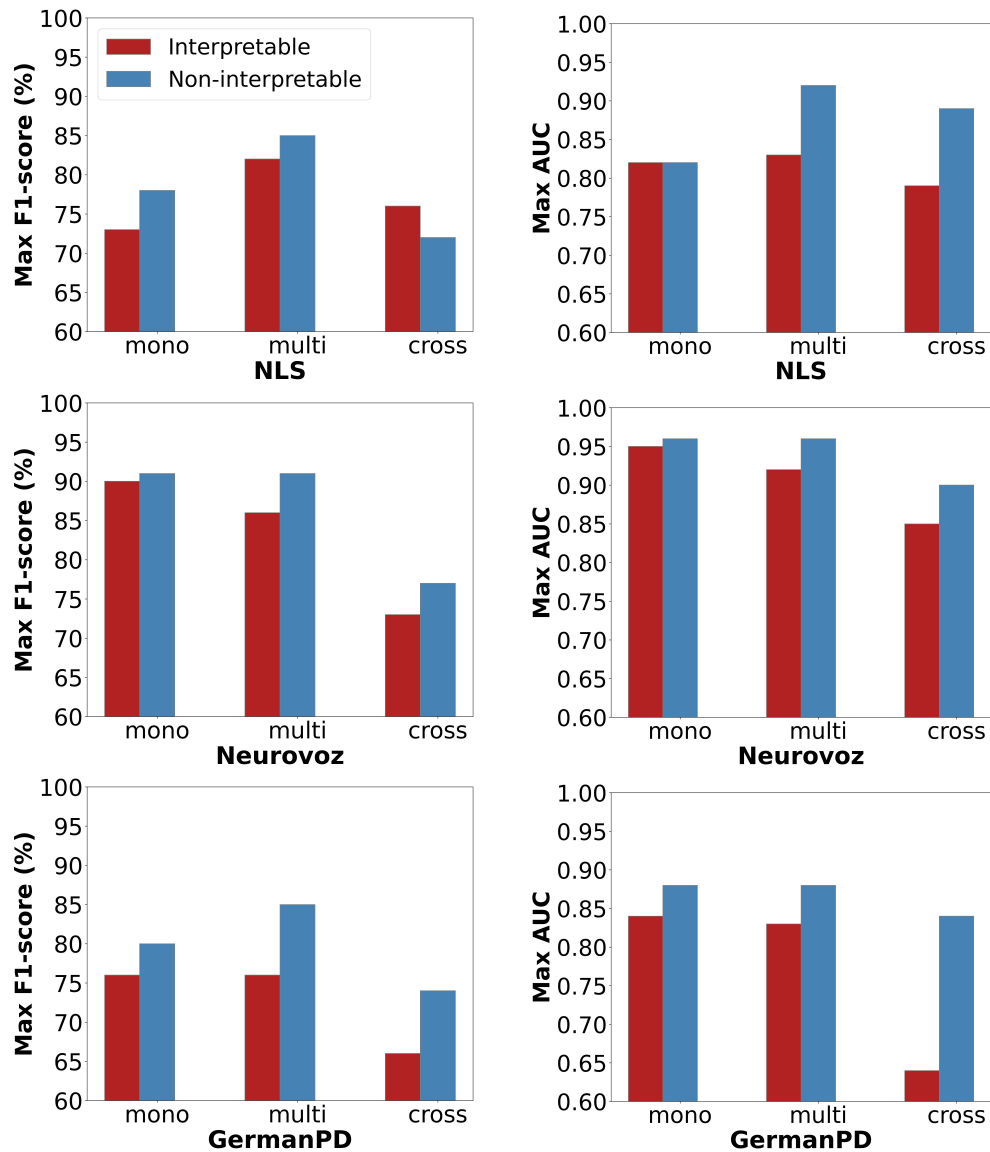 Max F1-score (%)
100
95
90
85
80
75
70
65
60
Interpretable
Non-interpretable
mono multi cross
NLS
Max AUC
1.00
0.95
0.90
0.85
0.80
0.75
0.70
0.65
0.60
mono multi cross
NLS
Max F1-score (%)
100
95
90
85
80
75
70
65
60
mono multi cross
Neurovoz
Max AUC
1.00
0.95
0.90
0.85
0.80
0.75
0.70
0.65
0.60
mono multi cross
Neurovoz
Max F1-score (%)
100
95
90
85
80
75
70
65
60
mono multi cross
GermanPD
Max AUC
1.00
0.95
0.90
0.85
0.80
0.75
0.70
0.65
0.60
mono multi cross
GermanPD